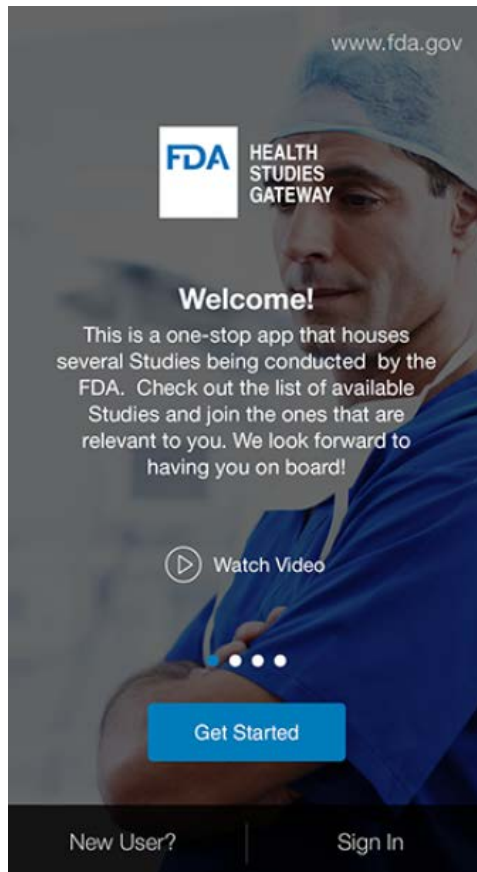 www.fda.gov
FDA
HEALTH
STUDIES
GATEWAY
Welcome!
This is a one-stop app that houses
several Studies being conducted by the
FDA. Check out the list of available
Studies and join the ones that are
relevant to you. We look forward to
having you on board!
Watch Video
Get Started
New User?
Sign In